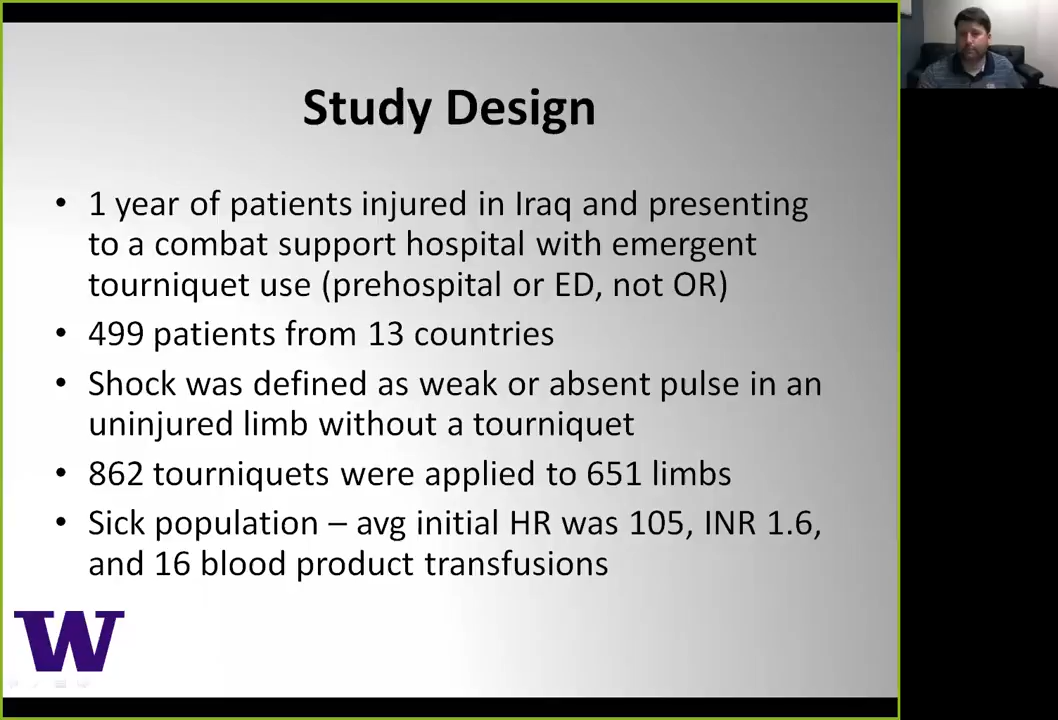 Study Design
• 1 year of patients injured in Iraq and presenting
to a combat support hospital with emergent
tourniquet use (prehospital or ED, not OR)
• 499 patients from 13 countries
• Shock was defined as weak or absent pulse in an
uninjured limb without a tourniquet
• 862 tourniquets were applied to 651 limbs
• Sick population – avg initial HR was 105, INR 1.6,
and 16 blood product transfusions
W